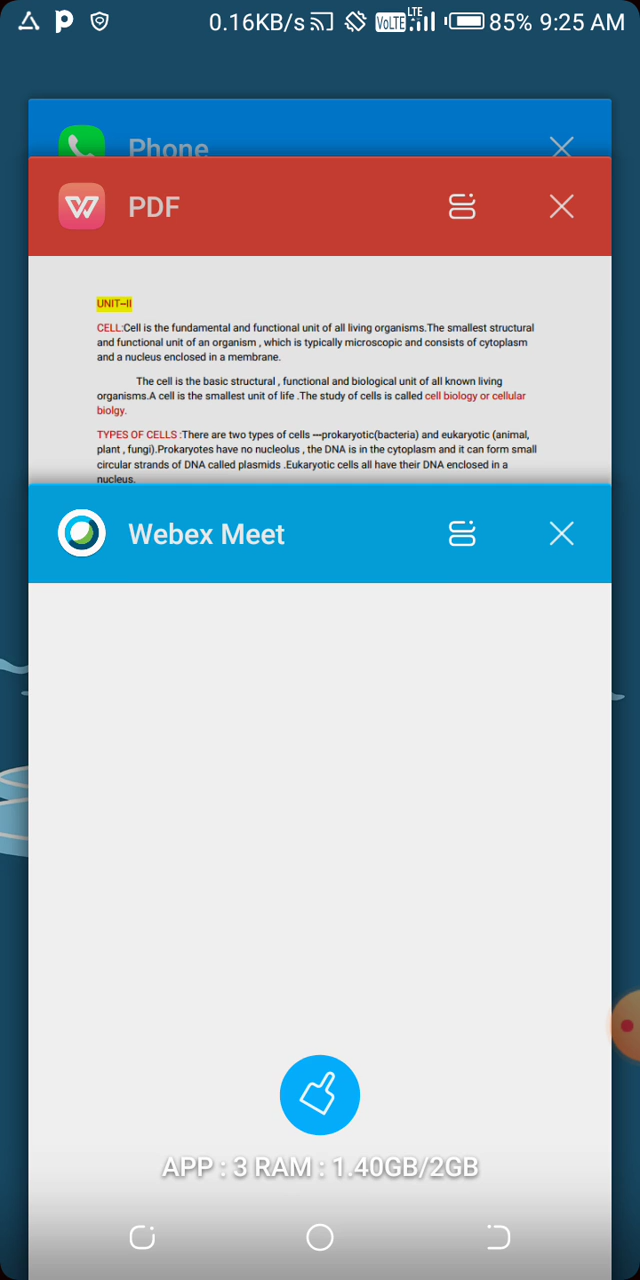 0.16KB/s VoLTE LTE 85% 9:25 AM
Phone
PDF
UNIT–II
CELL:Cell is the fundamental and functional unit of all living organisms.The smallest structural
and functional unit of an organism , which is typically microscopic and consists of cytoplasm
and a nucleus enclosed in a membrane.
The cell is the basic structural , functional and biological unit of all known living
organisms.A cell is the smallest unit of life .The study of cells is called cell biology or cellular
biolgy.
TYPES OF CELLS :There are two types of cells ---prokaryotic(bacteria) and eukaryotic (animal,
plant , fungi).Prokaryotes have no nucleolus , the DNA is in the cytoplasm and it can form small
circular strands of DNA called plasmids .Eukaryotic cells all have their DNA enclosed in a
nucleus.
Webex Meet
APP : 3 RAM : 1.40GB/2GB